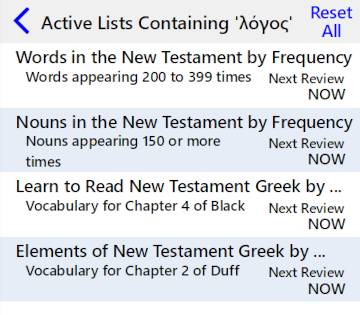 Active Lists Containing 'λόγος'
Reset
All
Words in the New Testament by Frequency
Words appearing 200 to 399 times
Next Review
NOW
Nouns in the New Testament by Frequency
Nouns appearing 150 or more
times
Next Review
NOW
Learn to Read New Testament Greek by ...
Vocabulary for Chapter 4 of Black
Next Review
NOW
Elements of New Testament Greek by ...
Vocabulary for Chapter 2 of Duff
Next Review
NOW